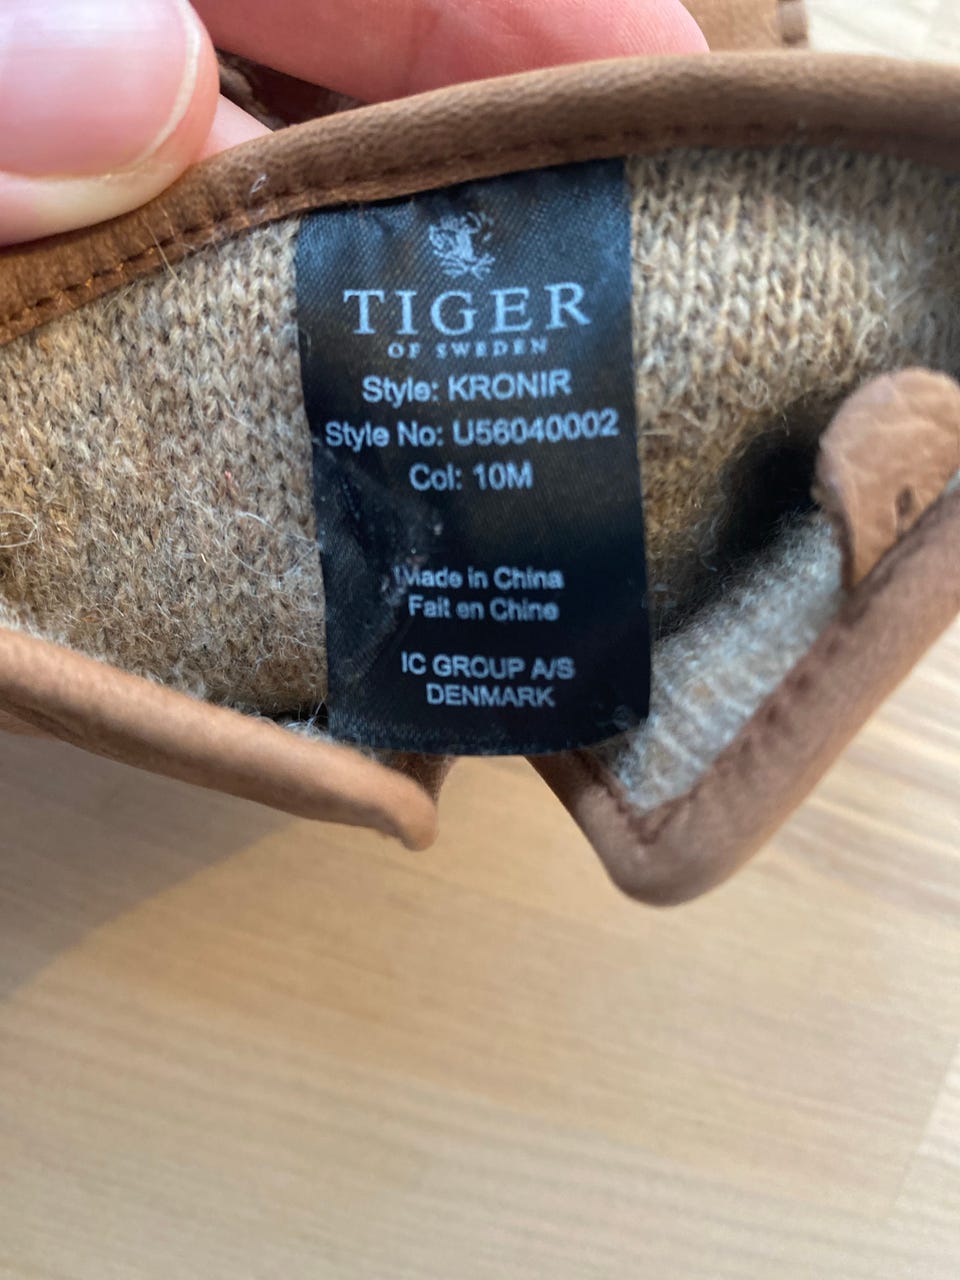 TIGER
OF SWEDEN
Style: KRONIR
Style No: U56040002
Col: 10M
Made in China
Fait en Chine
IC GROUP A/S
DENMARK